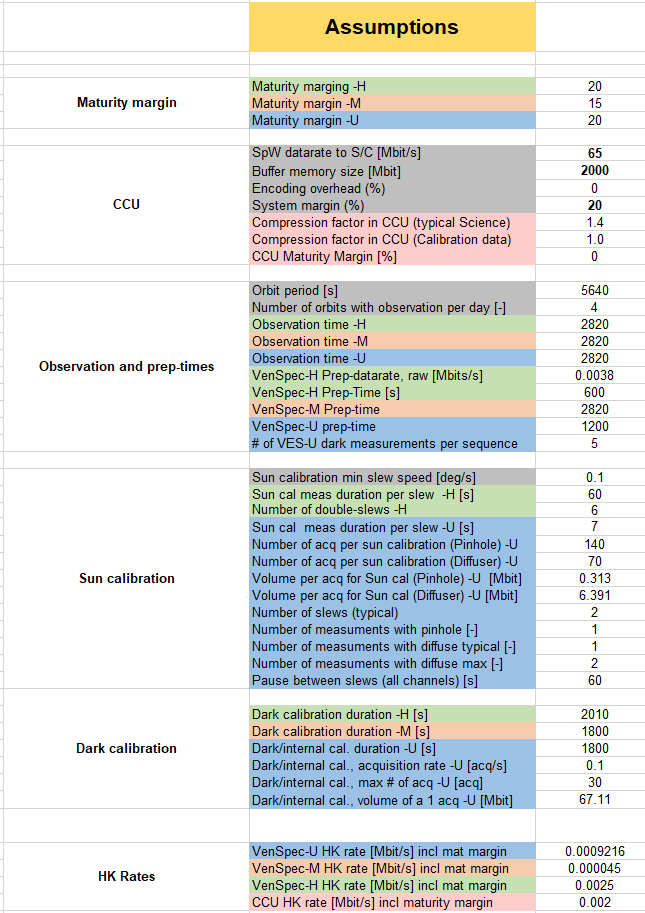 Assumptions
Maturity margin
Maturity marging -H 20
Maturity margin -M 15
Maturity margin -U 20
CCU
SpW datarate to S/C [Mbit/s] 65
Buffer memory size [Mbit] 2000
Encoding overhead (%) 0
System margin (%) 20
Compression factor in CCU (typical Science) 1.4
Compression factor in CCU (Calibration data) 1.0
CCU Maturity Margin [%] 0
Observation and prep-times
Orbit period [s] 5640
Number of orbits with observation per day [-] 4
Observation time -H 2820
Observation time -M 2820
Observation time -U 2820
VenSpec-H Prep-datarate, raw [Mbits/s] 0.0038
VenSpec-H Prep-Time [s] 600
VenSpec-M Prep-time 2820
VenSpec-U prep-time 1200
# of VES-U dark measurements per sequence 5
Sun calibration
Sun calibration min slew speed [deg/s] 0.1
Sun cal meas duration per slew -H [s] 60
Number of double-slews -H 6
Sun cal meas duration per slew -U [s] 7
Number of acq per sun calibration (Pinhole) -U 140
Number of acq per sun calibration (Diffuser) -U 70
Volume per acq for Sun cal (Pinhole) -U [Mbit] 0.313
Volume per acq for Sun cal (Diffuser) -U [Mbit] 6.391
Number of slews (typical) 2
Number of measuments with pinhole [-] 1
Number of measuments with diffuse typical [-] 1
Number of measuments with diffuse max [-] 2
Pause between slews (all channels) [s] 60
Dark calibration
Dark calibration duration -H [s] 2010
Dark calibration duration -M [s] 1800
Dark/internal cal. duration -U [s] 1800
Dark/internal cal., acquisition rate -U [acq/s] 0.1
Dark/internal cal., max # of acq -U [acq] 30
Dark/internal cal., volume of a 1 acq -U [Mbit] 67.11
HK Rates
VenSpec-U HK rate [Mbit/s] incl mat margin 0.0009216
VenSpec-M HK rate [Mbit/s] incl mat margin 0.000045
VenSpec-H HK rate [Mbit/s] incl mat margin 0.0025
CCU HK rate [Mbit/s] incl maturity margin 0.002